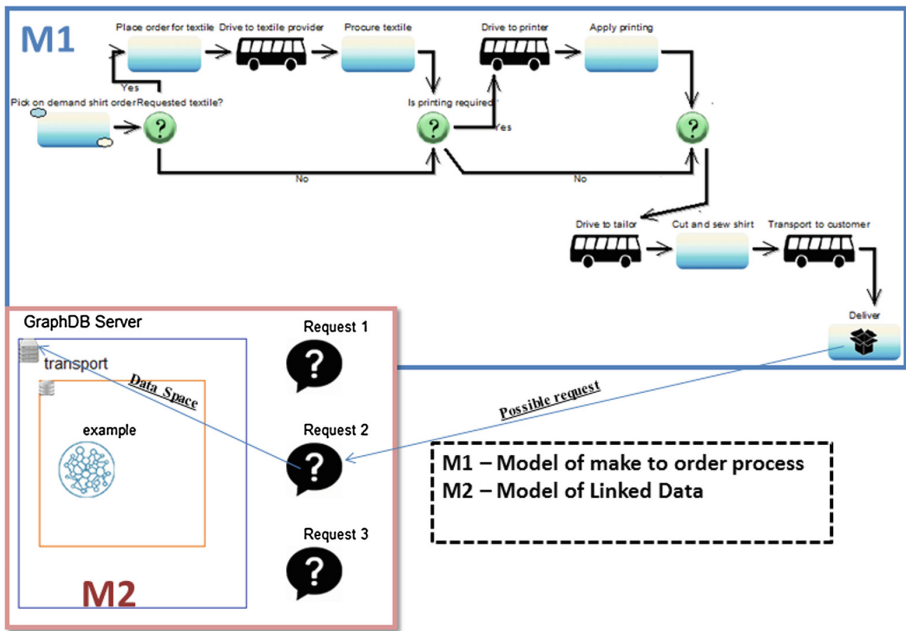 M1
Place order for textile
Drive to textile provider
Procure textile
Drive to printer
Apply printing
Yes
Pick on demand shirt order
Requested textile?
Is printing required
?
?
?
Yes
No
No
Drive to tailor
Cut and sew shirt
Transport to customer
Deliver
GraphDB Server
Request 1
?
transport
Data Space
Possible request
example
Request 2
?
M1 – Model of make to order process
M2 – Model of Linked Data
Request 3
?
M2